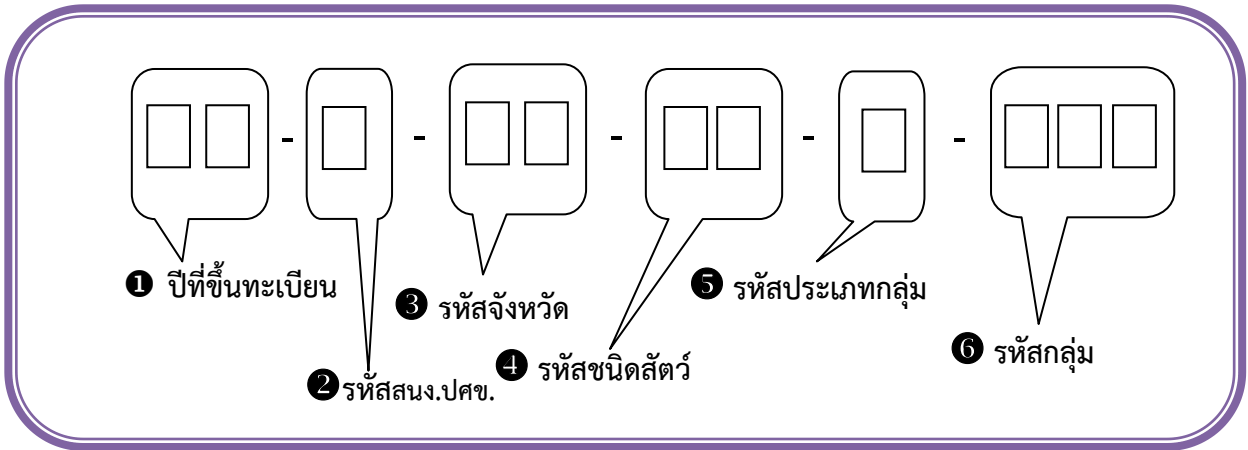 - - - - -
❶ ปีที่ขึ้นทะเบียน
❷ รหัสสนง.ปศข.
❸ รหัสจังหวัด
❹ รหัสชนิดสัตว์
❺ รหัสประเภทกลุ่ม
❻ รหัสกลุ่ม